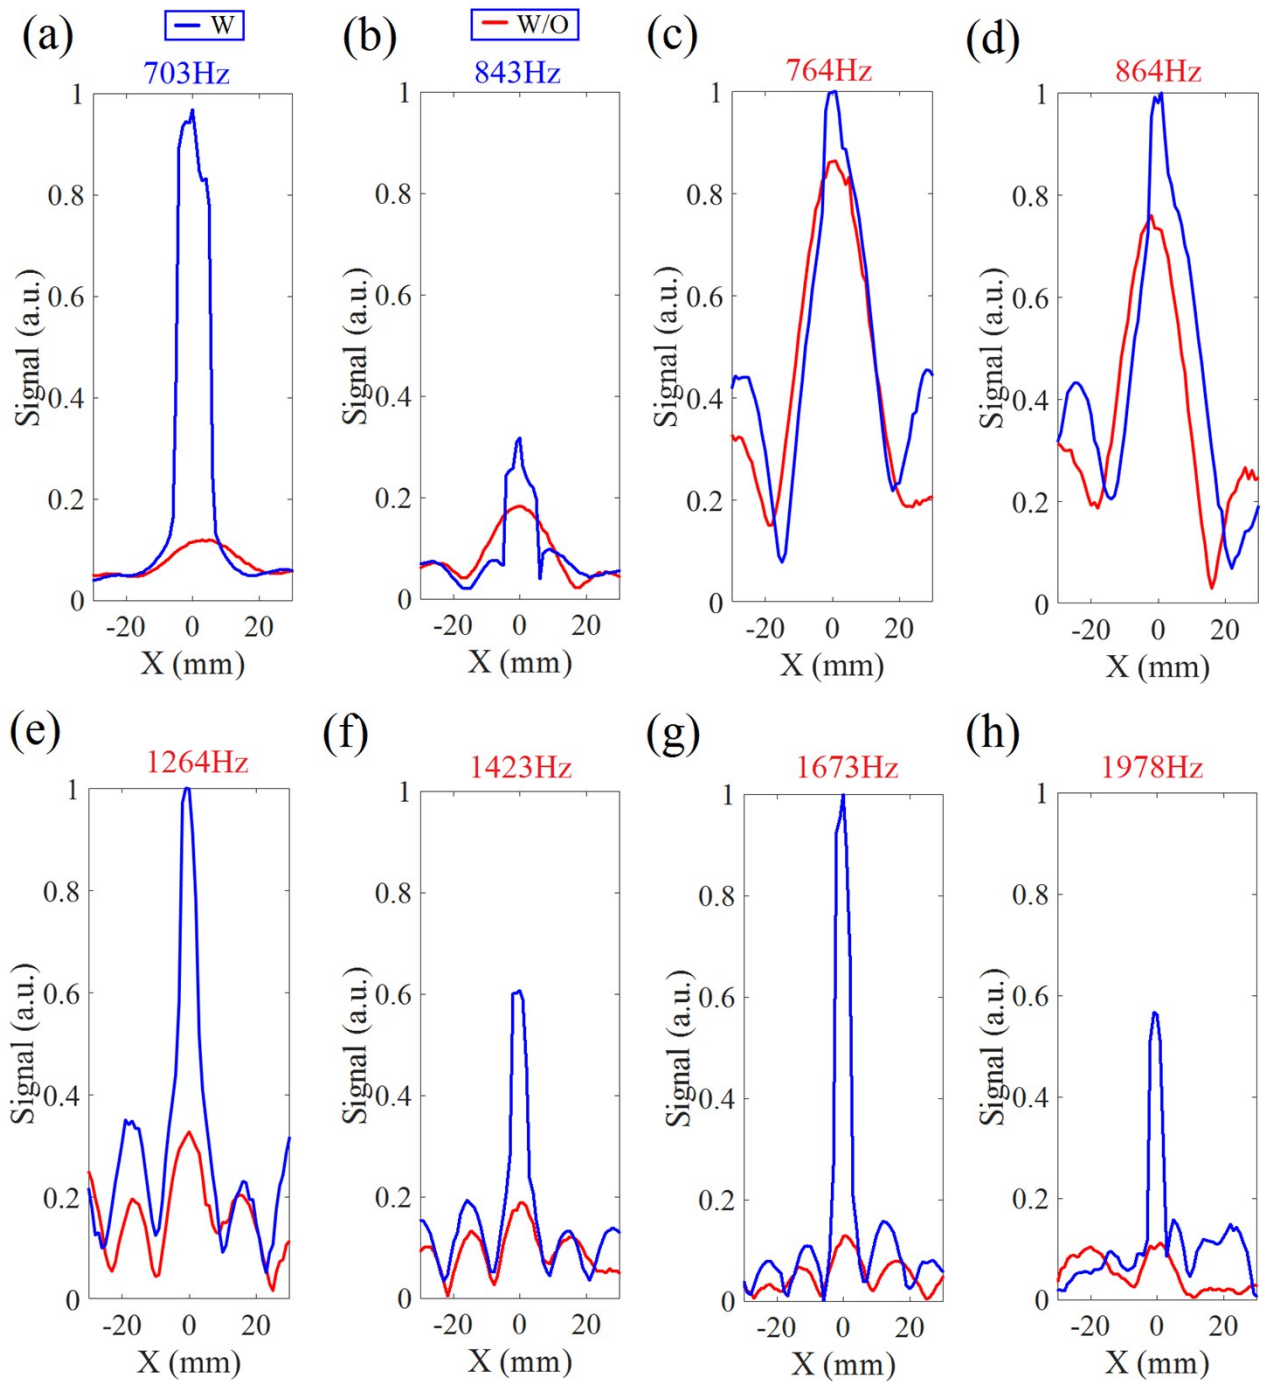 (a)
W
703Hz
1
0.8
0.6
0.4
0.2
0
Signal (a.u.)
-20 0 20
X (mm)
(b)
W/O
843Hz
1
0.8
0.6
0.4
0.2
0
Signal (a.u.)
-20 0 20
X (mm)
(c)
764Hz
1
0.8
0.6
0.4
0.2
0
Signal (a.u.)
-20 0 20
X (mm)
(d)
864Hz
1
0.8
0.6
0.4
0.2
0
Signal (a.u.)
-20 0 20
X (mm)
(e)
1264Hz
1
0.8
0.6
0.4
0.2
0
Signal (a.u.)
-20 0 20
X (mm)
(f)
1423Hz
1
0.8
0.6
0.4
0.2
0
Signal (a.u.)
-20 0 20
X (mm)
(g)
1673Hz
1
0.8
0.6
0.4
0.2
0
Signal (a.u.)
-20 0 20
X (mm)
(h)
1978Hz
1
0.8
0.6
0.4
0.2
0
Signal (a.u.)
-20 0 20
X (mm)